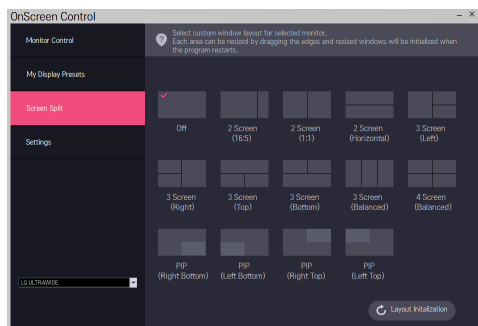 OnScreen Control
Monitor Control
My Display Presets
Screen Split
Settings
LG ULTRAWIDE
Select custom window layout for selected monitor.
Each area can be resized by dragging the edges and resized windows will be initialized when
the program restarts.
Off
2 Screen
(16:5)
2 Screen
(1:1)
2 Screen
(Horizontal)
3 Screen
(Left)
3 Screen
(Right)
3 Screen
(Top)
3 Screen
(Bottom)
3 Screen
(Balanced)
4 Screen
(Balanced)
PIP
(Right Bottom)
PIP
(Left Bottom)
PIP
(Right Top)
PIP
(Left Top)
Layout Initalization